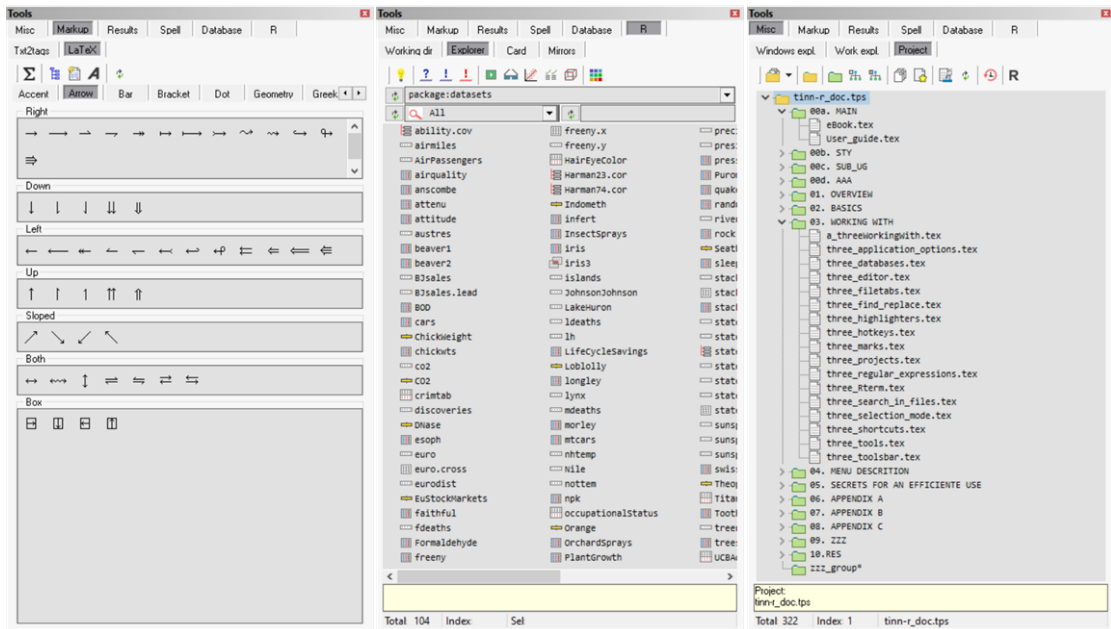 Tools
Misc Markup Results Spell Database R
Txt2tags LaTeX
Accent Arrow Bar Bracket Dot Geometry Greek
Right
Down
Left
Up
Sloped
Both
Box
Tools
Misc Markup Results Spell Database R
Working dir Explorer Card Mirrors
package:datasets
All
ability.cov freeny.x
airmiles freeny.y
AirPassengers HairEyeColor
airquality Harman23.cor
anscombe Harman74.cor
attenu Indometh
attitude infert
austres InsectSprays
beaver1 iris
beaver2 iris3
BJsales islands
BJsales.lead JohnsonJohnson
BOD LakeHuron
cars ldeaths
ChickWeight lh
chickwts LifeCycleSavings
co2 Loblolly
CO2 longley
crimtab lynx
discoveries mdeaths
DNase morley
esoph mtcars
euro nhtemp
euro.cross Nile
eurodist nottem
EuStockMarkets npk
faithful occupationalStatus
fdeaths Orange
Formaldehyde OrchardSprays
freeny PlantGrowth
Total 104 Index Sel
Tools
Misc Markup Results Spell Database R
Windows expl. Work expl. Project
R
tinn-r_doc.tps
00a. MAIN
eBook.tex
User_guide.tex
00b. STY
00c. SUB_UG
00d. AAA
01. OVERVIEW
02. BASICS
03. WORKING WITH
a_threeWorkingWith.tex
three_application_options.tex
three_databases.tex
three_editor.tex
three_filetabs.tex
three_find_replace.tex
three_highlighters.tex
three_hotkeys.tex
three_marks.tex
three_projects.tex
three_regular_expressions.tex
three_Rterm.tex
three_search_in_files.tex
three_selection_mode.tex
three_shortcuts.tex
three_tools.tex
three_toolsbar.tex
04. MENU DESCRITION
05. SECRETS FOR AN EFFICIENTE USE
06. APPENDIX A
07. APPENDIX B
08. APPENDIX C
09. ZZZ
10.RES
zzz_group*
Project:
tinn-r_doc.tps
Total 322 Index 1 tinn-r_doc.tps